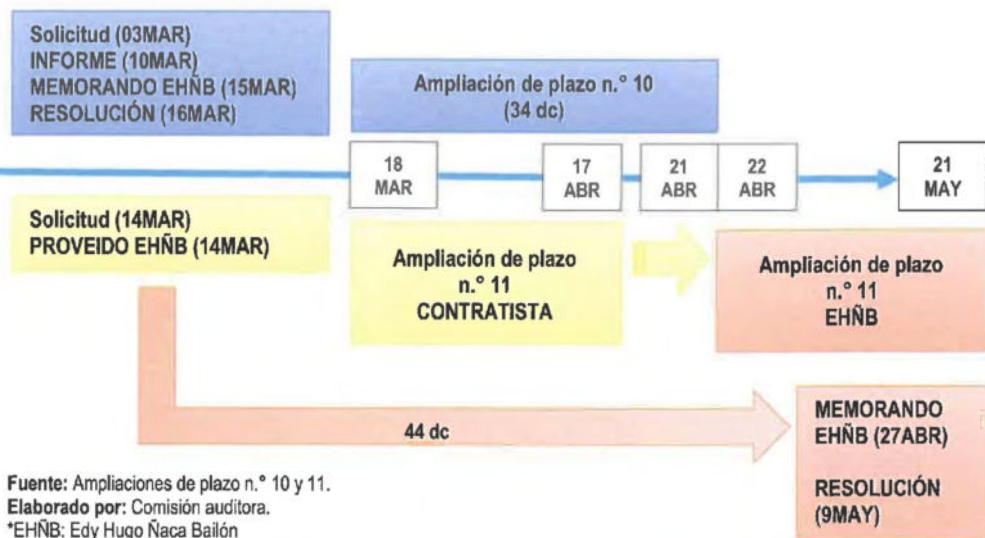 Solicitud (03MAR)
INFORME (10MAR)
MEMORANDO EHÑB (15MAR)
RESOLUCIÓN (16MAR)
Ampliación de plazo n.° 10
(34 dc)
18
MAR
17
ABR
21
ABR
22
ABR
21
MAY
Solicitud (14MAR)
PROVEIDO EHÑB (14MAR)
Ampliación de plazo
n.° 11
CONTRATISTA
Ampliación de plazo
n.° 11
EHÑB
44 dc
MEMORANDO
EHÑB (27ABR)
RESOLUCIÓN
(9MAY)
Fuente: Ampliaciones de plazo n.° 10 y 11.
Elaborado por: Comisión auditora.
*EHÑB: Edy Hugo Ñaca Bailón